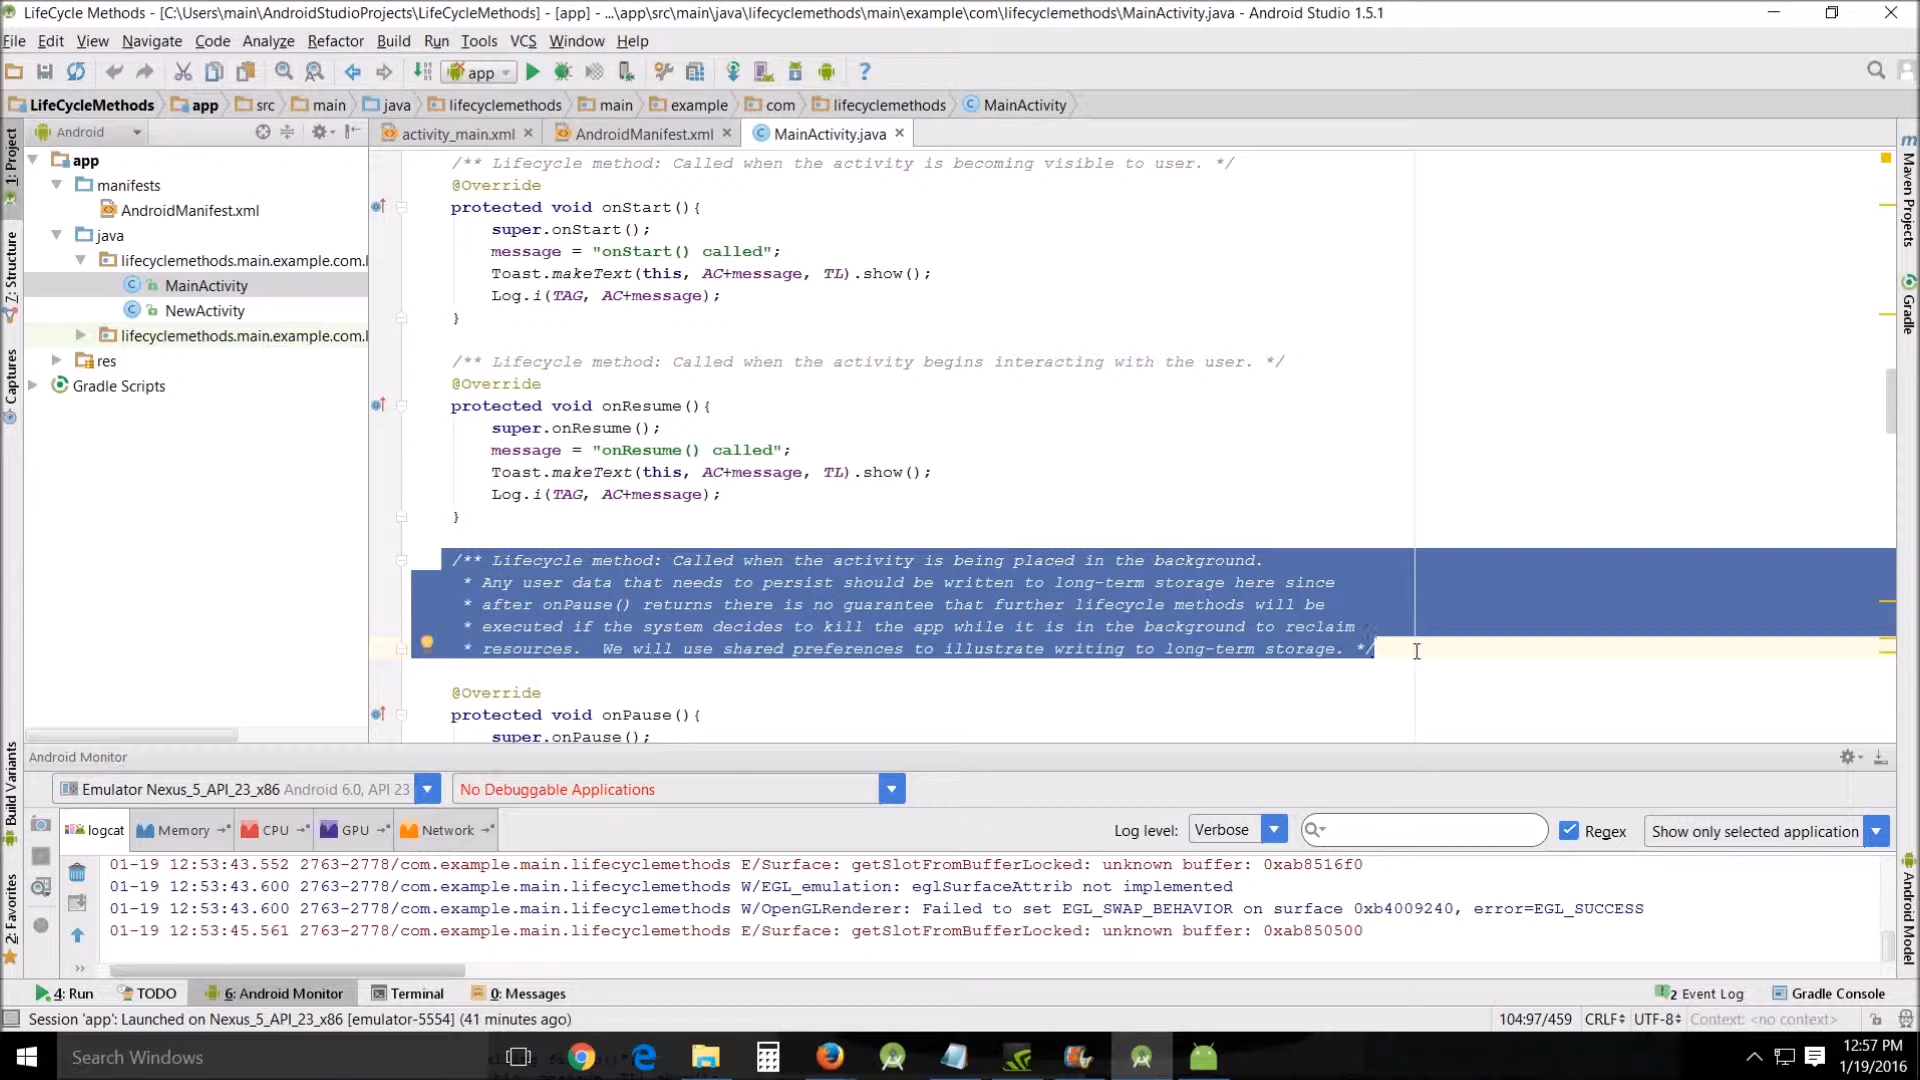 LifeCycle Methods - [C:\Users\main\AndroidStudioProjects\LifeCycleMethods] - [app] - ...\app\src\main\java\lifecyclemethods\main\example\com\lifecyclemethods\MainActivity.java - Android Studio 1.5.1
File Edit View Navigate Code Analyze Refactor Build Run Tools VCS Window Help
app
LifeCycleMethods app src main java lifecyclemethods main example com lifecyclemethods MainActivity
Android
activity_main.xml AndroidManifest.xml MainActivity.java
1: Project
7: Structure
Captures
Build Variants
2: Favorites
app
manifests
AndroidManifest.xml
java
lifecyclemethods.main.example.com.l
MainActivity
NewActivity
lifecyclemethods.main.example.com.l
res
Gradle Scripts
/** Lifecycle method: Called when the activity is becoming visible to user. */
@Override
protected void onStart(){
super.onStart();
message = "onStart() called";
Toast.makeText(this, AC+message, TL).show();
Log.i(TAG, AC+message);
}
/** Lifecycle method: Called when the activity begins interacting with the user. */
@Override
protected void onResume(){
super.onResume();
message = "onResume() called";
Toast.makeText(this, AC+message, TL).show();
Log.i(TAG, AC+message);
}
/** Lifecycle method: Called when the activity is being placed in the background.
* Any user data that needs to persist should be written to long-term storage here since
* after onPause() returns there is no guarantee that further lifecycle methods will be
* executed if the system decides to kill the app while it is in the background to reclaim
* resources.  We will use shared preferences to illustrate writing to long-term storage. */
@Override
protected void onPause(){
super.onPause();
Maven Projects
Gradle
Android Model
Android Monitor
Emulator Nexus_5_API_23_x86 Android 6.0, API 23
No Debuggable Applications
logcat Memory CPU GPU Network
Log level: Verbose Regex Show only selected application
01-19 12:53:43.552 2763-2778/com.example.main.lifecyclemethods E/Surface: getSlotFromBufferLocked: unknown buffer: 0xab8516f0
01-19 12:53:43.600 2763-2778/com.example.main.lifecyclemethods W/EGL_emulation: eglSurfaceAttrib not implemented
01-19 12:53:43.600 2763-2778/com.example.main.lifecyclemethods W/OpenGLRenderer: Failed to set EGL_SWAP_BEHAVIOR on surface 0xb4009240, error=EGL_SUCCESS
01-19 12:53:45.561 2763-2778/com.example.main.lifecyclemethods E/Surface: getSlotFromBufferLocked: unknown buffer: 0xab850500
4: Run TODO 6: Android Monitor Terminal 0: Messages 2 Event Log Gradle Console
Session 'app': Launched on Nexus_5_API_23_x86 [emulator-5554] (41 minutes ago) 104:97/459 CRLF UTF-8 Context: <no context>
Search Windows
12:57 PM
1/19/2016